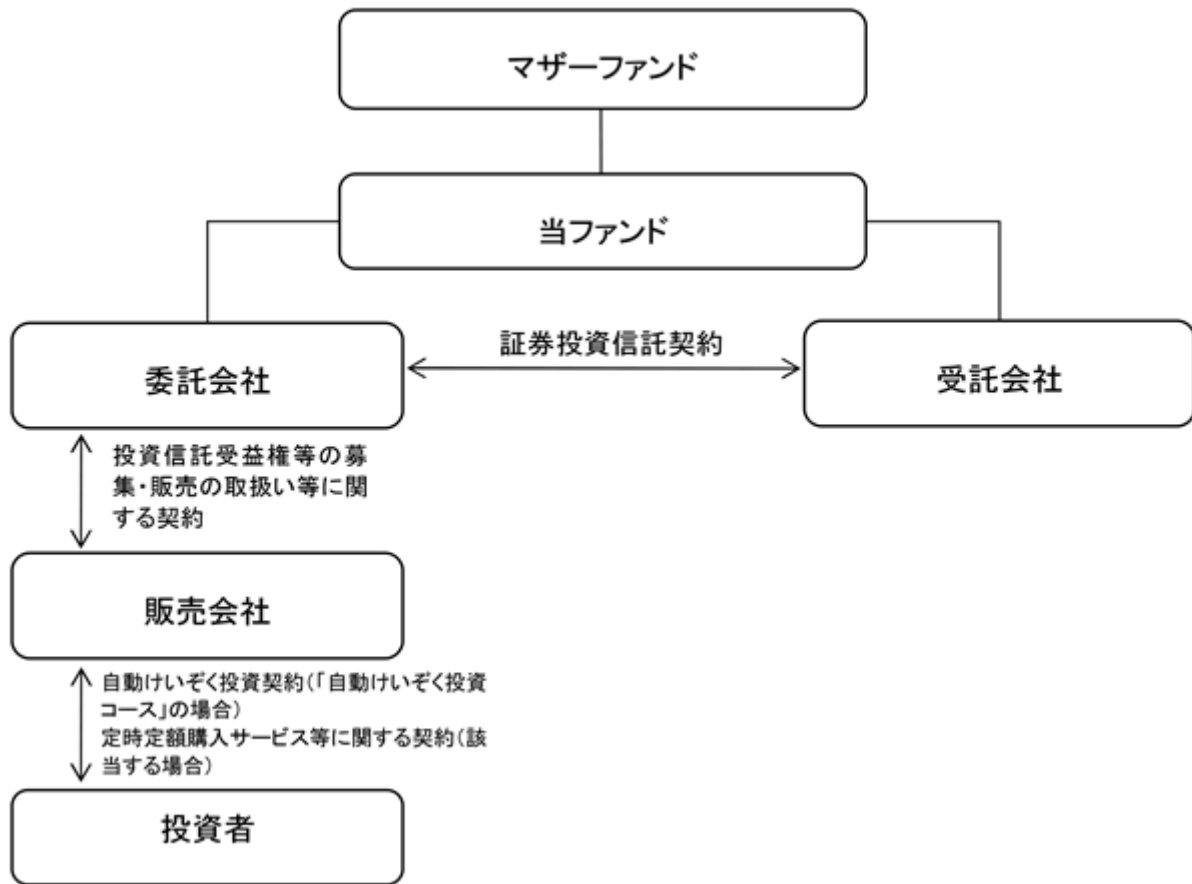 マザーファンド
当ファンド
証券投資信託契約
委託会社
受託会社
投資信託受益権等の募
集・販売の取扱い等に関
する契約
販売会社
自動けいぞく投資契約(「自動けいぞく投資
コース」の場合)
定時定額購入サービス等に関する契約(該
当する場合)
投資者